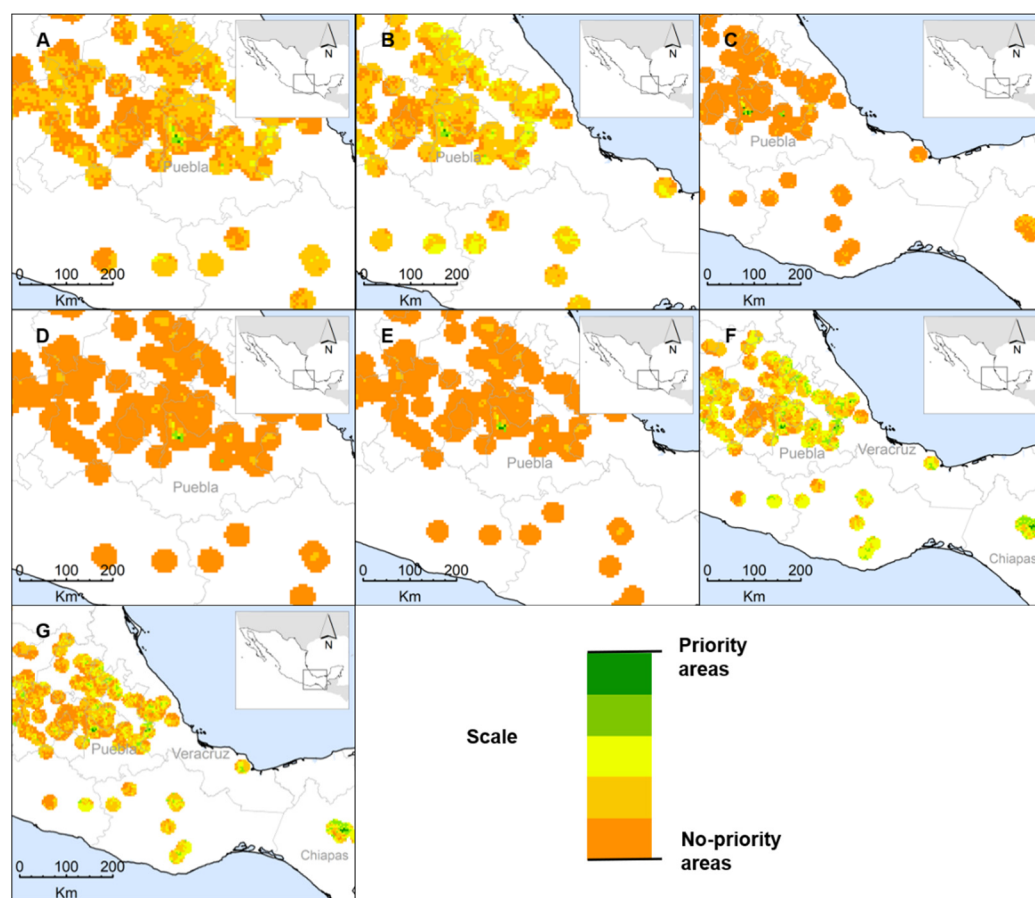 A
N
Puebla
0 100 200
Km
B
N
Puebla
0 100 200
Km
C
N
Puebla
0 100 200
Km
D
N
Puebla
0 100 200
Km
E
N
Puebla
0 100 200
Km
F
N
Puebla Veracruz
Chiapas
0 100 200
Km
G
N
Puebla Veracruz
Chiapas
0 100 200
Km
Scale
Priority
areas
No-priority
areas